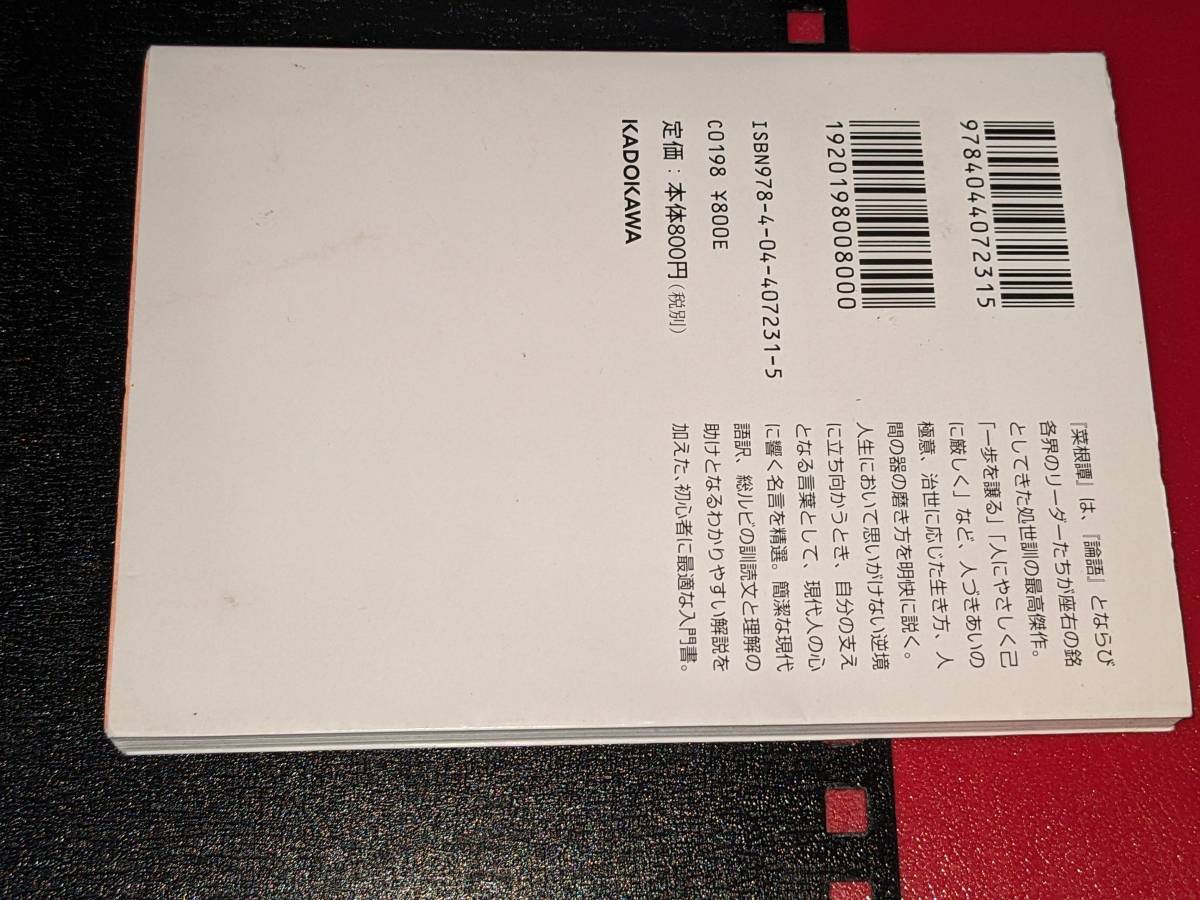 9784044072315
1920198008000
ISBN978-4-04-407231-5
C0198 ¥800E
定価：本体800円（税別）
KADOKAWA
『菜根譚』は、『論語』とならび
各界のリーダーたちが座右の銘
としてきた処世訓の最高傑作。
「一歩を譲る」「人にやさしく己
に厳しく」など、人づきあいの
極意、治世に応じた生き方、人
間の器の磨き方を明快に説く。
人生において思いがけない逆境
に立ち向かうとき、自分の支え
となる言葉として、現代人の心
に響く名言を精選。簡潔な現代
語訳、総ルビの訓読文と理解の
助けとなるわかりやすい解説を
加えた、初心者に最適な入門書。